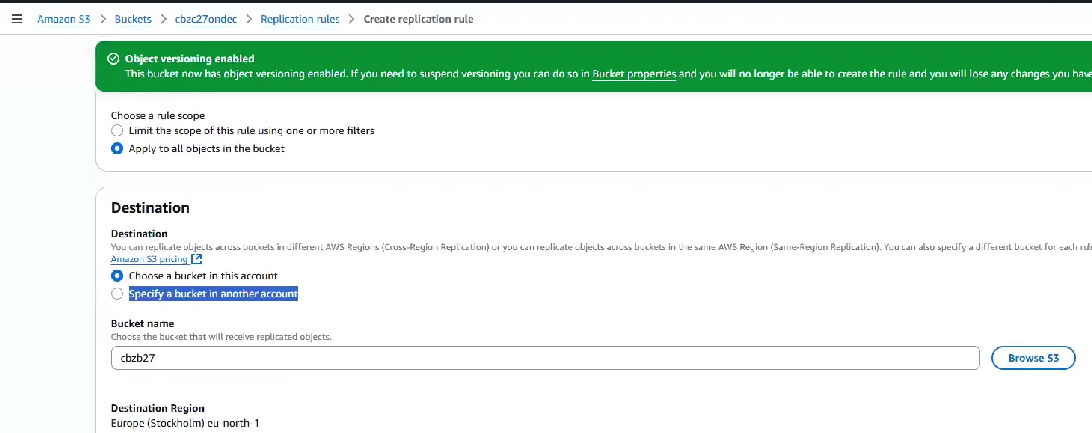 Amazon S3 > Buckets > cbzc27ondec > Replication rules > Create replication rule
Object versioning enabled
This bucket now has object versioning enabled. If you need to suspend versioning you can do so in Bucket properties and you will no longer be able to create the rule and you will lose any changes you have
Choose a rule scope
Limit the scope of this rule using one or more filters
Apply to all objects in the bucket
Destination
Destination
You can replicate objects across buckets in different AWS Regions (Cross-Region Replication) or you can replicate objects across buckets in the same AWS Region (Same-Region Replication). You can also specify a different bucket for each rul
Amazon S3 pricing
Choose a bucket in this account
Specify a bucket in another account
Bucket name
Choose the bucket that will receive replicated objects.
cbzb27
Browse S3
Destination Region
Europe (Stockholm) eu-north-1